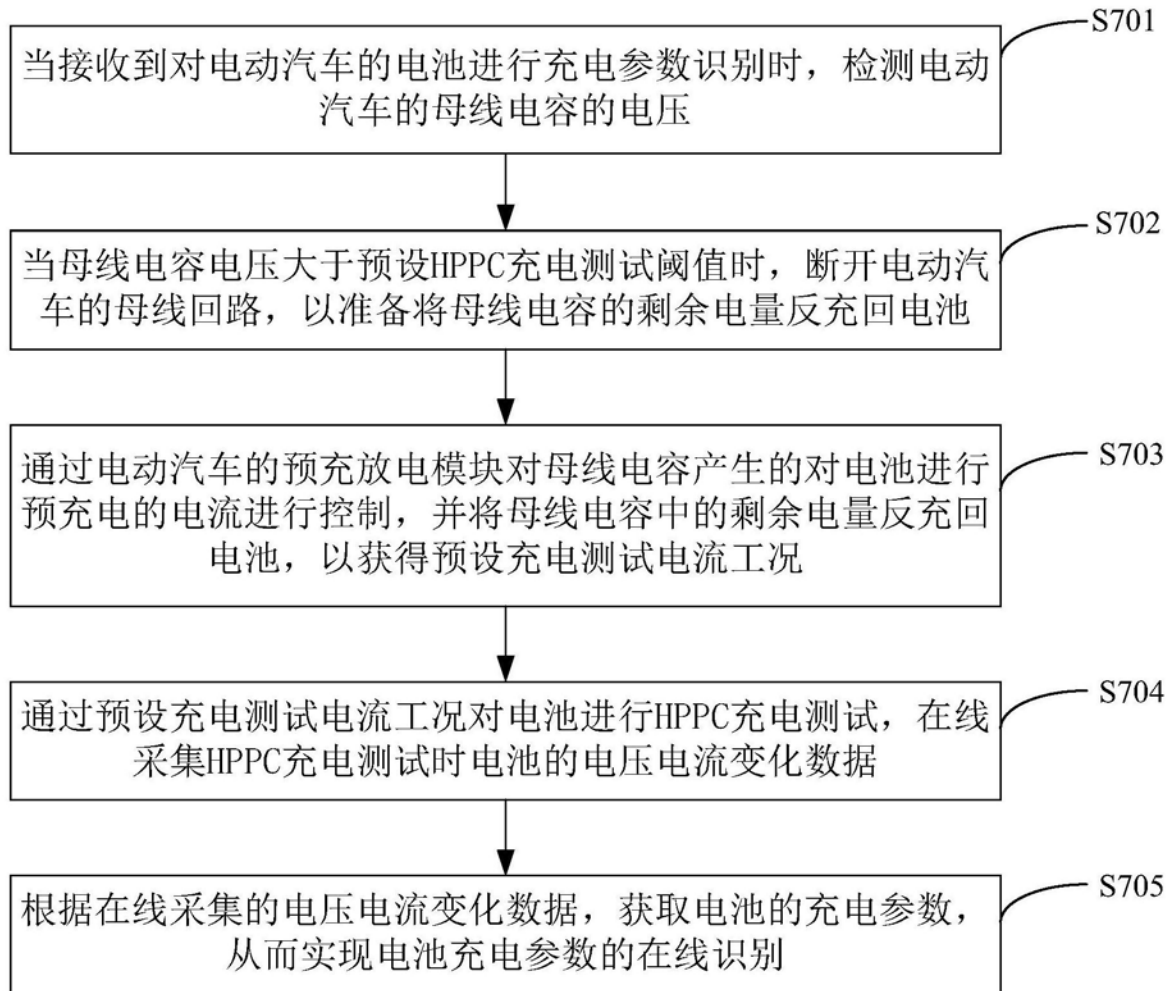 S701
当接收到对电动汽车的电池进行充电参数识别时，检测电动
汽车的母线电容的电压
S702
当母线电容电压大于预设HPPC充电测试阈值时，断开电动汽
车的母线回路，以准备将母线电容的剩余电量反充回电池
S703
通过电动汽车的预充放电模块对母线电容产生的对电池进行
预充电的电流进行控制，并将母线电容中的剩余电量反充回
电池，以获得预设充电测试电流工况
S704
通过预设充电测试电流工况对电池进行HPPC充电测试，在线
采集HPPC充电测试时电池的电压电流变化数据
S705
根据在线采集的电压电流变化数据，获取电池的充电参数，
从而实现电池充电参数的在线识别